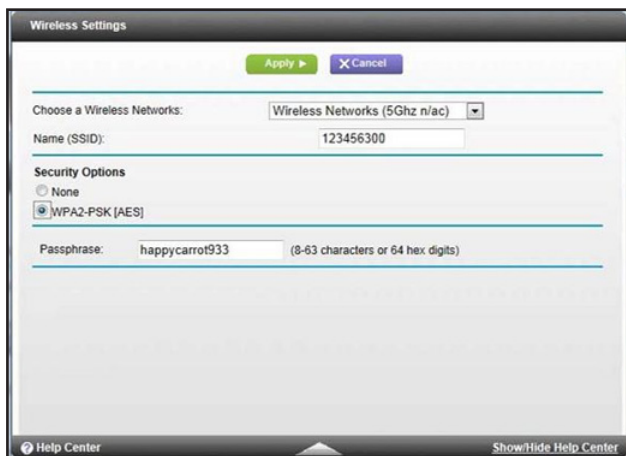 Wireless Settings
Apply ▶ X Cancel
Choose a Wireless Networks: Wireless Networks (5Ghz n/ac)
Name (SSID): 123456300
Security Options
None
WPA2-PSK [AES]
Passphrase: happycarrot933 (8-63 characters or 64 hex digits)
? Help Center Show/Hide Help Center